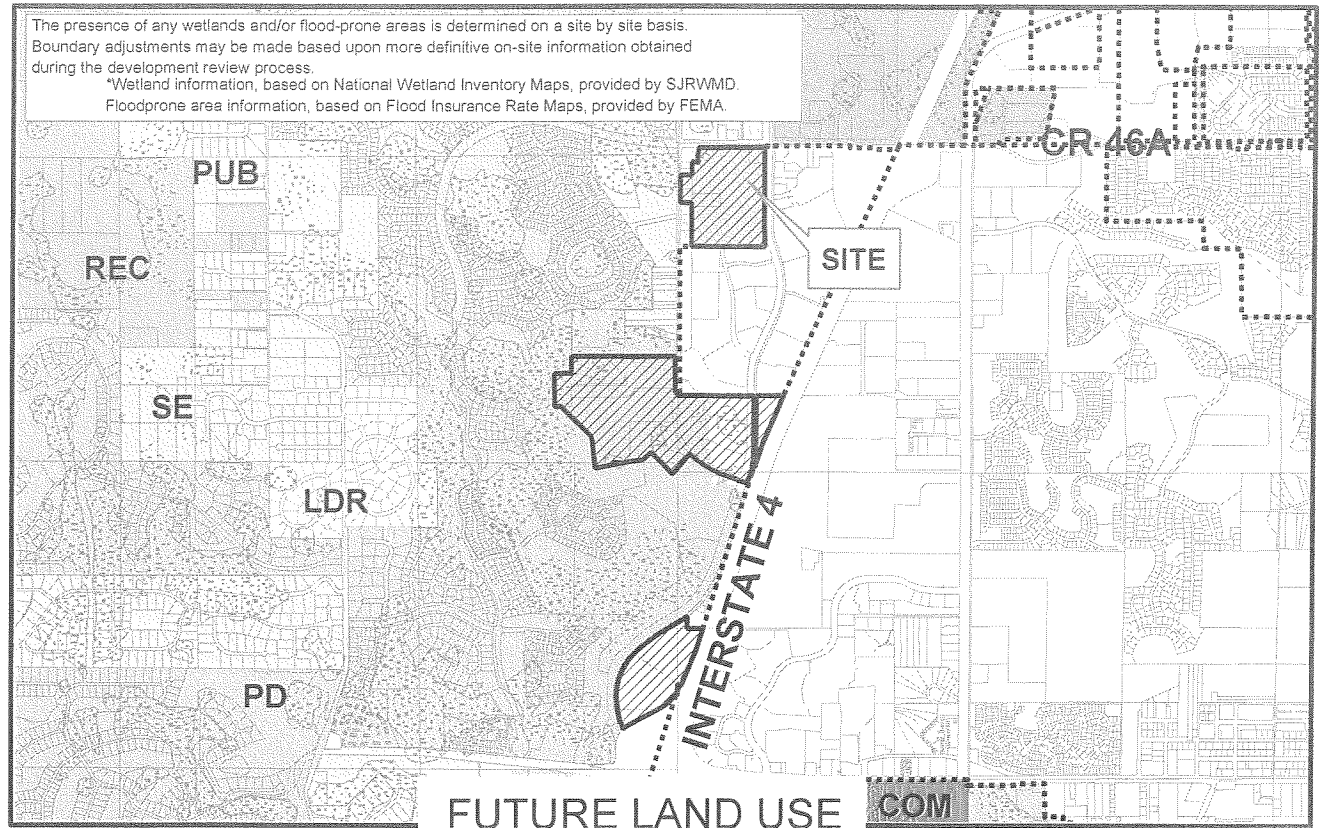 The presence of any wetlands and/or flood-prone areas is determined on a site by site basis.
Boundary adjustments may be made based upon more definitive on-site information obtained
during the development review process.
*Wetland information, based on National Wetland Inventory Maps, provided by SJRWMD.
Floodprone area information, based on Flood Insurance Rate Maps, provided by FEMA.
CR 46A
PUB
REC
SITE
SE
LDR
INTERSTATE 4
PD
FUTURE LAND USE
COM